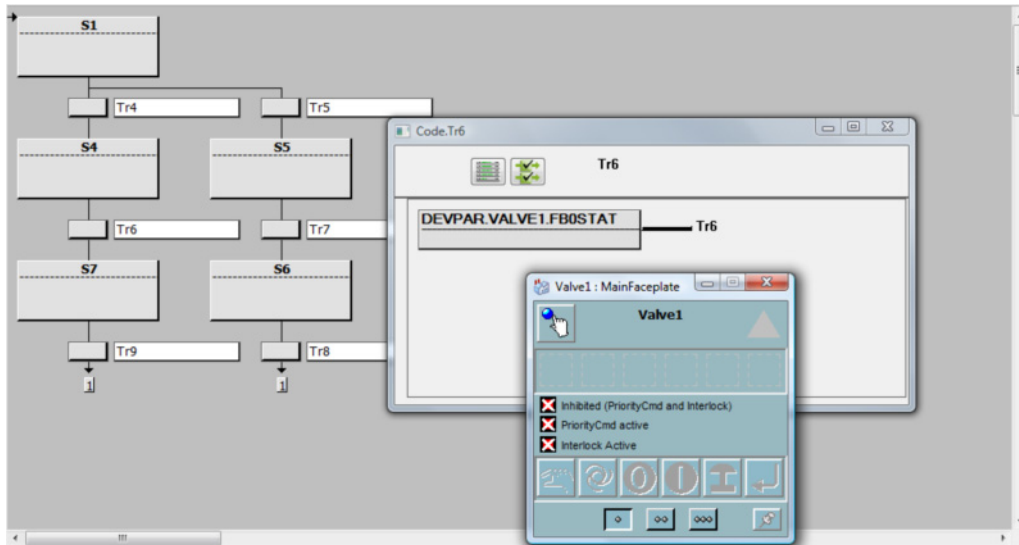 S1
Tr4
Tr5
S4
S5
Tr6
Tr7
S7
S6
Tr9
Tr8
1
1
Code.Tr6
Tr6
DEVPAR.VALVE1.FB0STAT
Tr6
Valve1 : MainFaceplate
Valve1
Inhibited (PriorityCmd and Interlock)
PriorityCmd active
Interlock Active